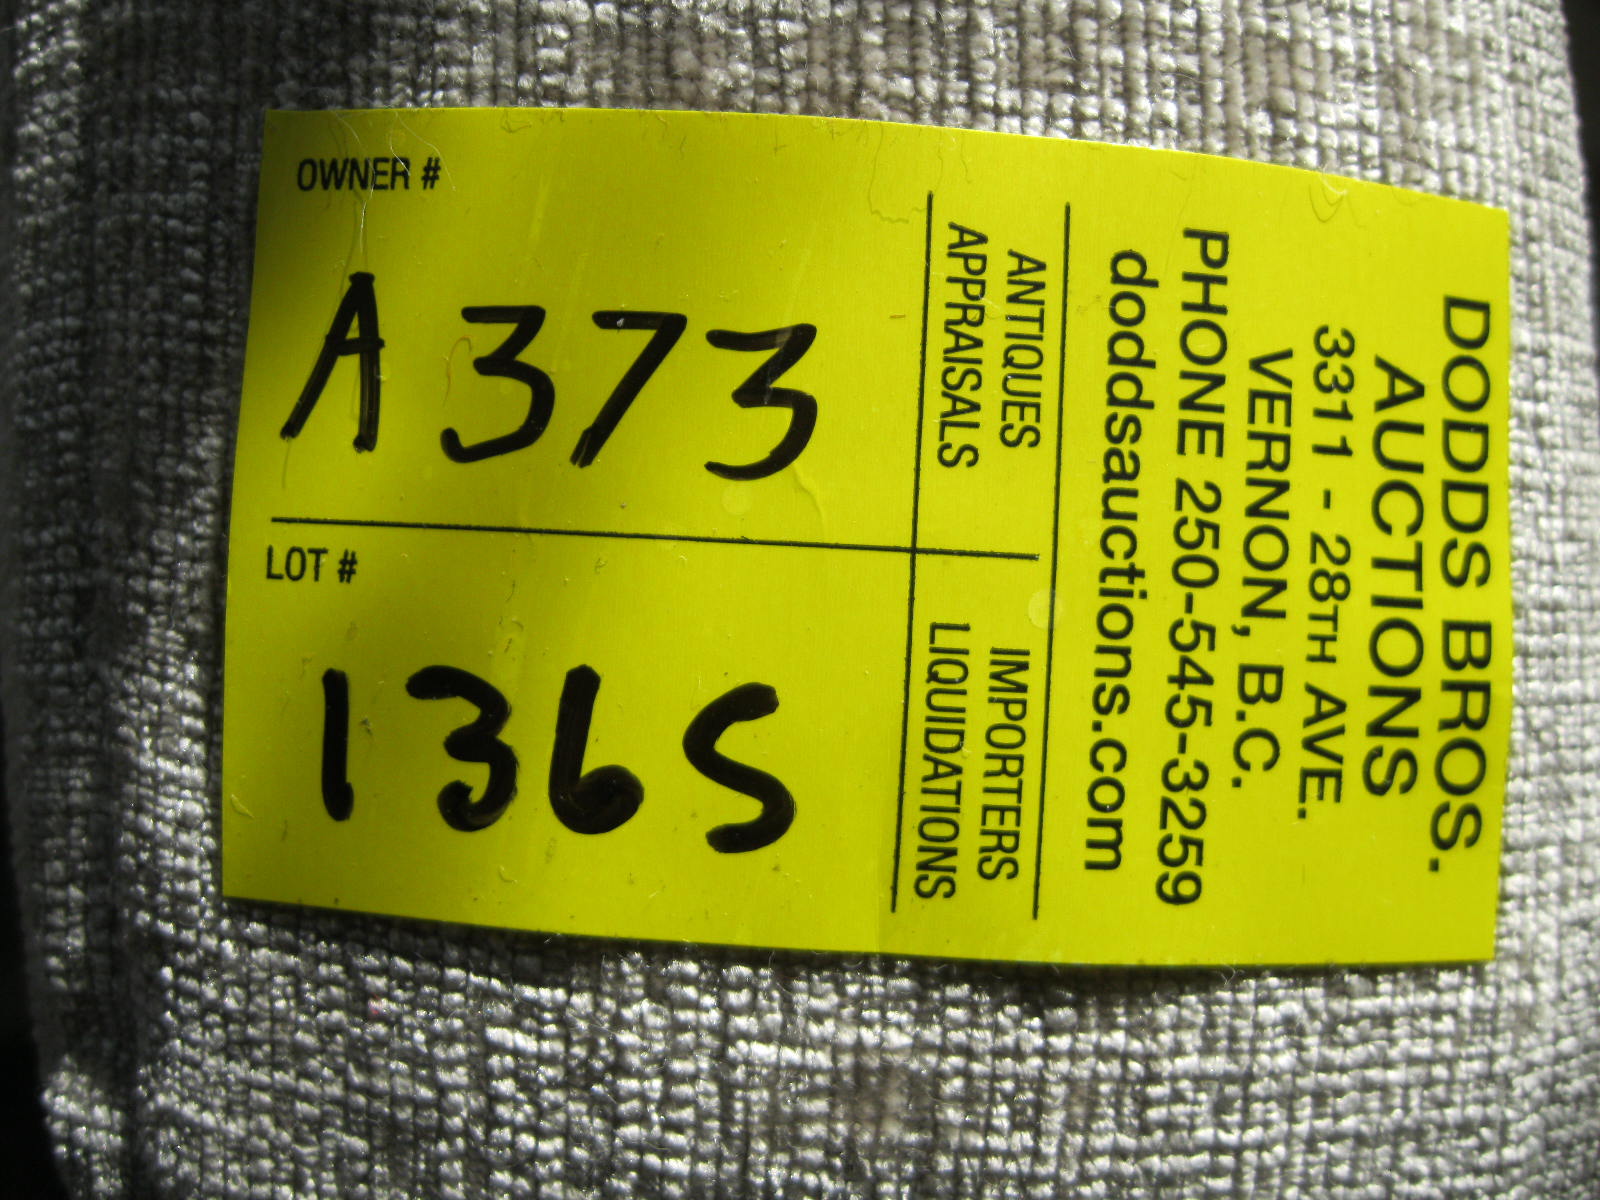 DODDS BROS.
AUCTIONS
3311 - 28TH AVE.
VERNON, B.C.
PHONE 250-545-3259
doddsauctions.com
ANTIQUES
APPRAISALS
IMPORTERS
LIQUIDATIONS
OWNER #
A373
LOT #
1365